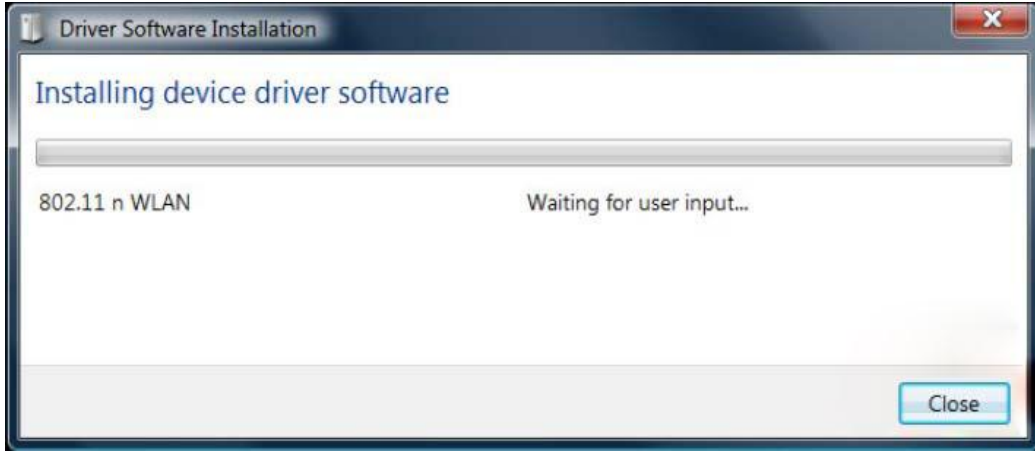 Driver Software Installation
Installing device driver software
802.11 n WLAN Waiting for user input...
Close